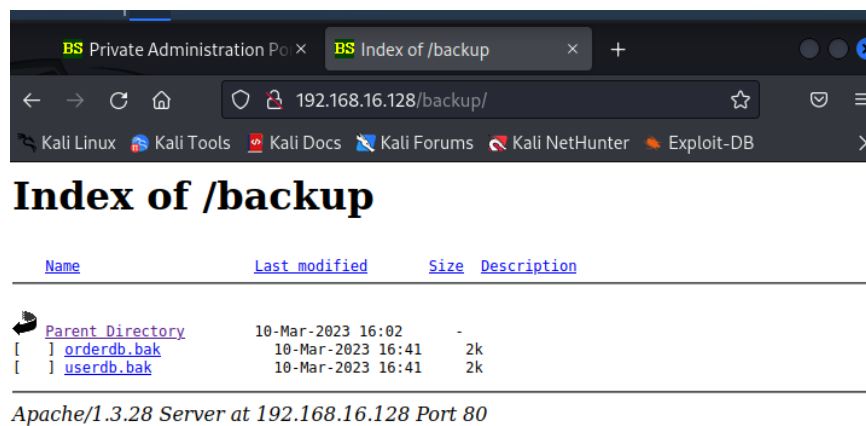 BS Private Administration Po
BS Index of /backup
192.168.16.128/backup/
Kali Linux Kali Tools Kali Docs Kali Forums Kali NetHunter Exploit-DB
Index of /backup
Name Last modified Size Description
Parent Directory 10-Mar-2023 16:02 -
[ ] orderdb.bak 10-Mar-2023 16:41 2k
[ ] userdb.bak 10-Mar-2023 16:41 2k
Apache/1.3.28 Server at 192.168.16.128 Port 80